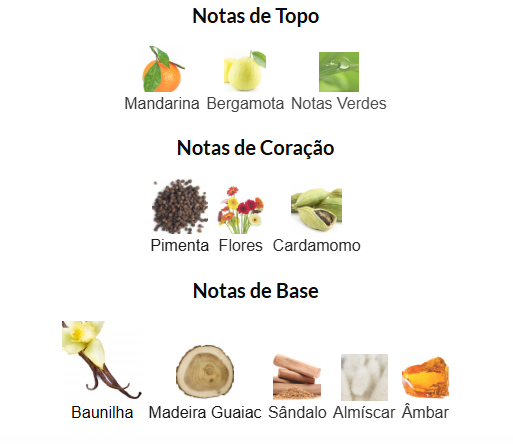 Notas de Topo
Mandarina Bergamota Notas Verdes
Notas de Coração
Pimenta Flores Cardamomo
Notas de Base
Baunilha Madeira Guaiac Sândalo Almíscar Âmbar